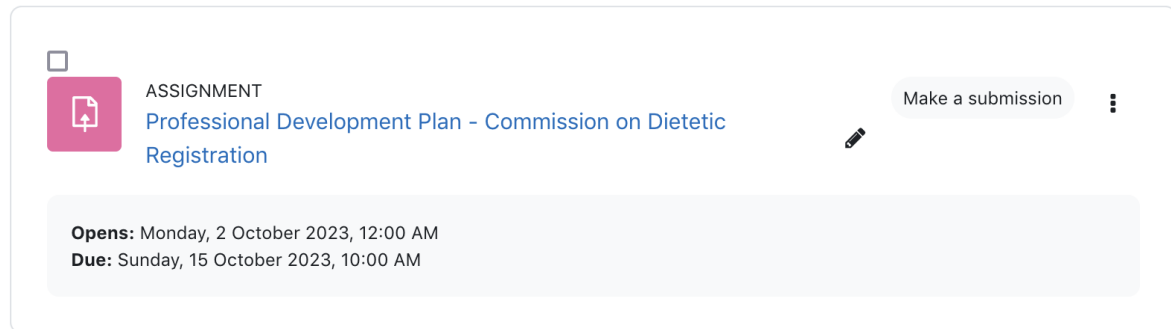 ASSIGNMENT
Professional Development Plan - Commission on Dietetic
Registration
Make a submission
Opens: Monday, 2 October 2023, 12:00 AM
Due: Sunday, 15 October 2023, 10:00 AM